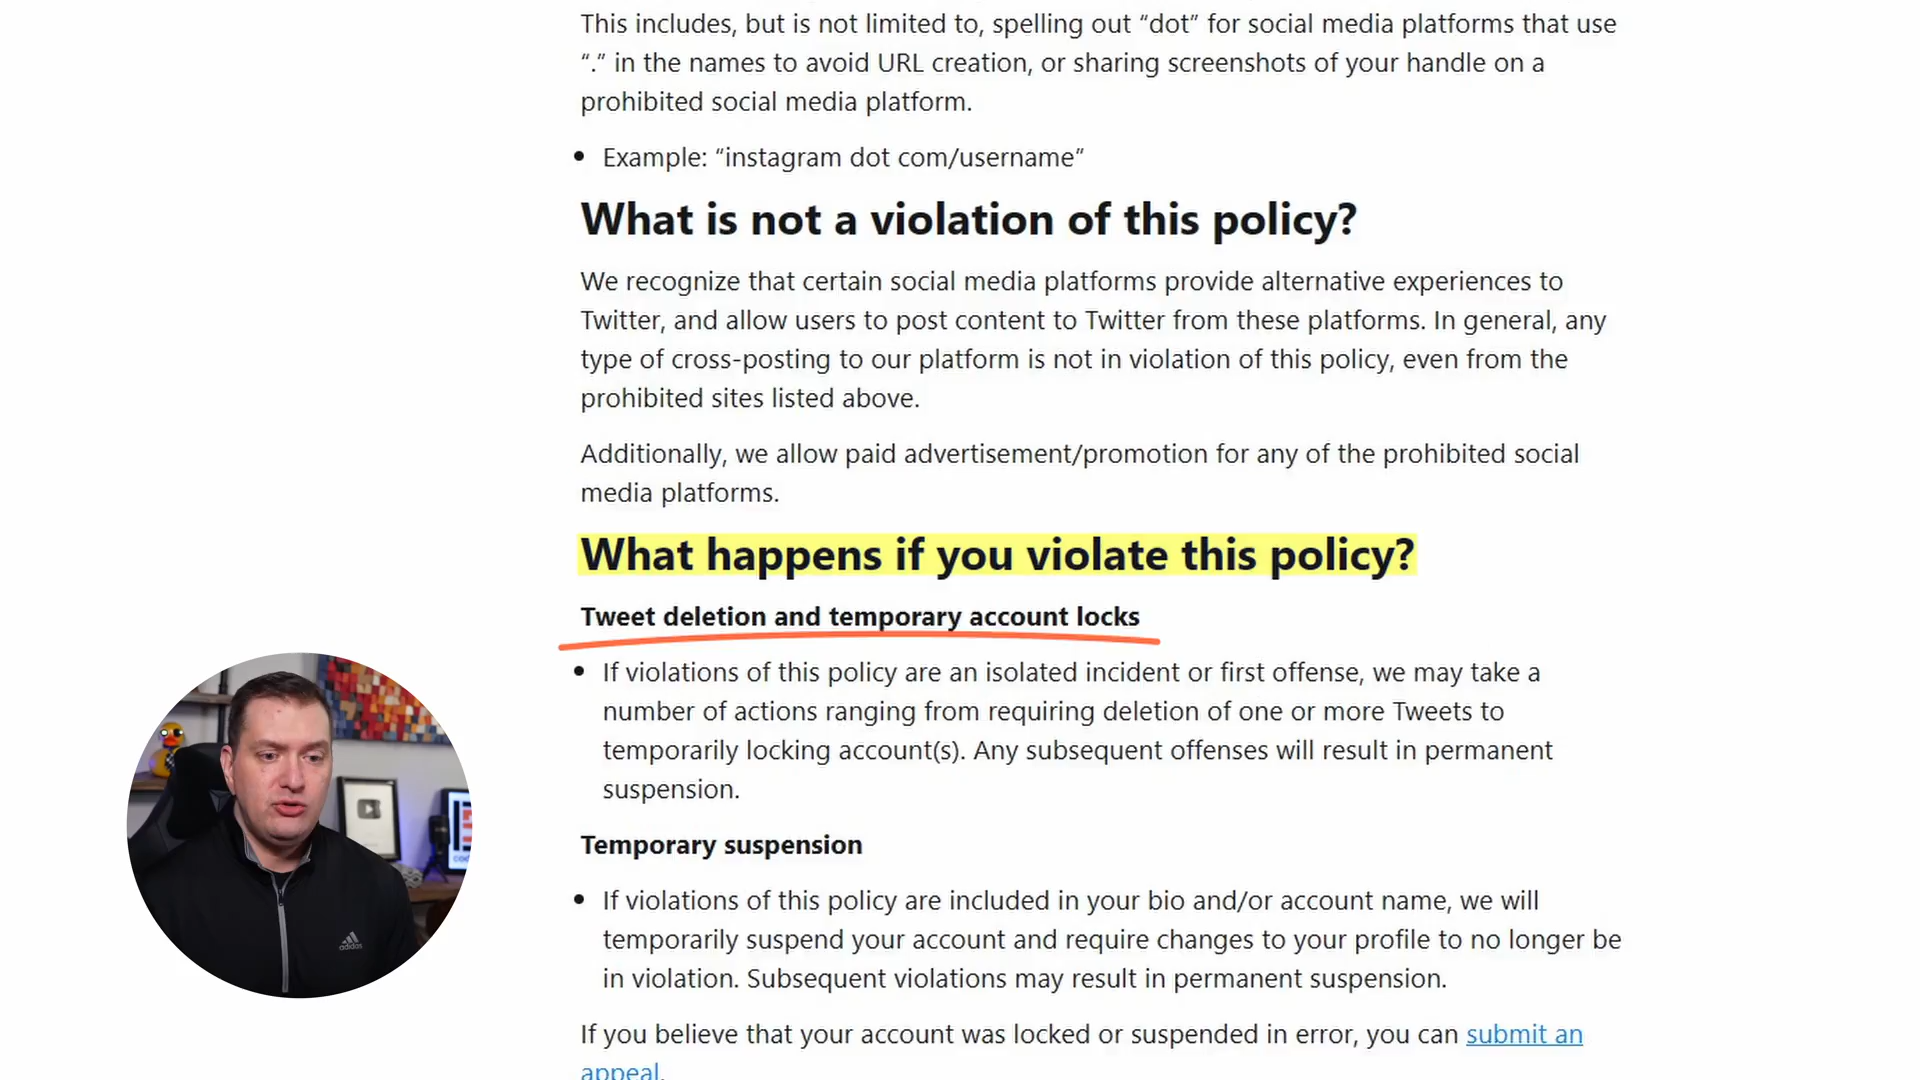 This includes, but is not limited to, spelling out “dot” for social media platforms that use
“.” in the names to avoid URL creation, or sharing screenshots of your handle on a
prohibited social media platform.
Example: “instagram dot com/username”
What is not a violation of this policy?
We recognize that certain social media platforms provide alternative experiences to
Twitter, and allow users to post content to Twitter from these platforms. In general, any
type of cross-posting to our platform is not in violation of this policy, even from the
prohibited sites listed above.
Additionally, we allow paid advertisement/promotion for any of the prohibited social
media platforms.
What happens if you violate this policy?
Tweet deletion and temporary account locks
If violations of this policy are an isolated incident or first offense, we may take a
number of actions ranging from requiring deletion of one or more Tweets to
temporarily locking account(s). Any subsequent offenses will result in permanent
suspension.
Temporary suspension
If violations of this policy are included in your bio and/or account name, we will
temporarily suspend your account and require changes to your profile to no longer be
in violation. Subsequent violations may result in permanent suspension.
If you believe that your account was locked or suspended in error, you can submit an
appeal.
adidas